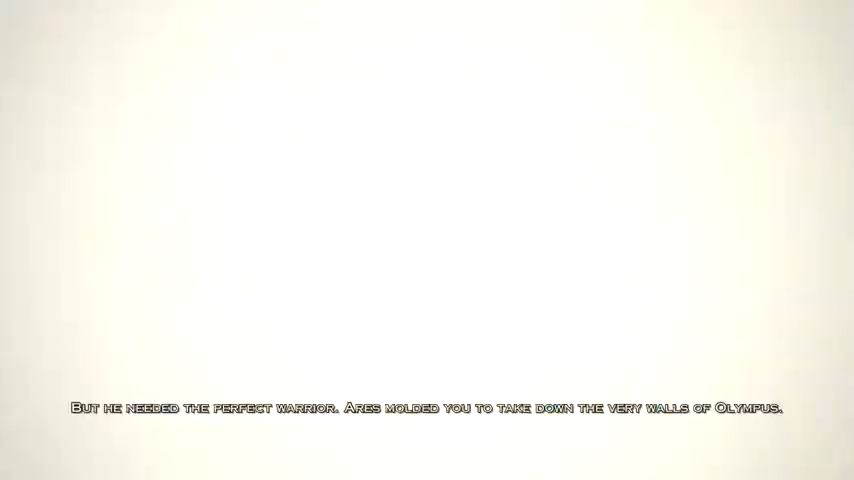 But he needed the perfect warrior. Ares molded you to take down the very walls of Olympus.